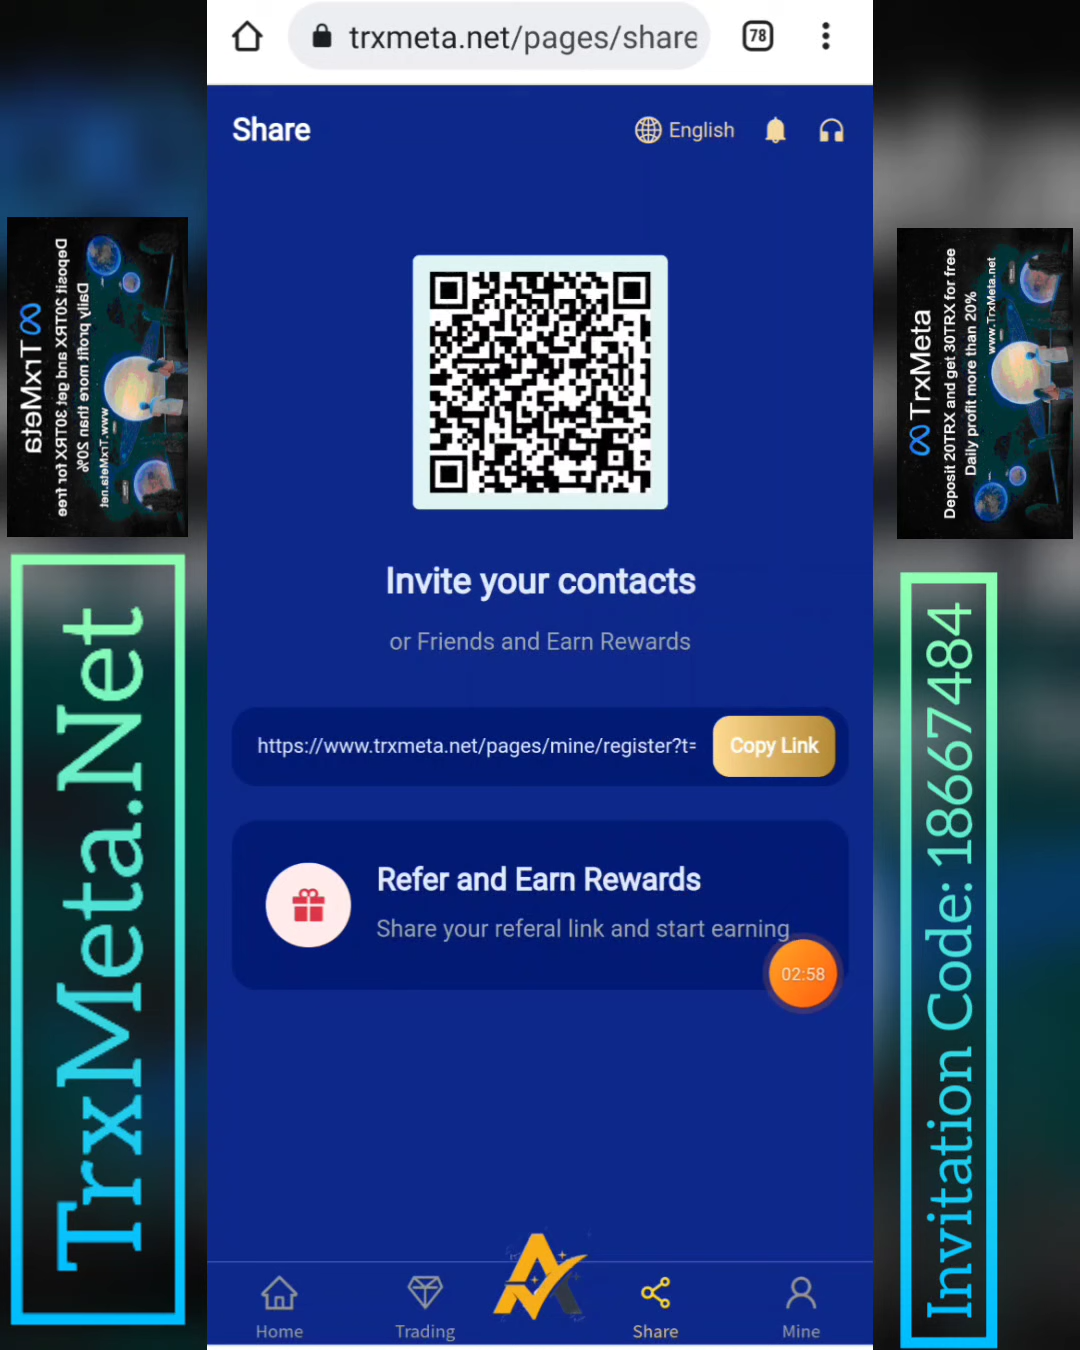 trxmeta.net/pages/share
78
Share
English
Invite your contacts
or Friends and Earn Rewards
https://www.trxmeta.net/pages/mine/register?t=
Copy Link
Refer and Earn Rewards
Share your referal link and start earning
02:58
Home
Trading
Share
Mine
TrxMeta
Deposit 20TRX and get 30TRX for free
Daily profit more than 20%
www.TrxMeta.net
TrxMeta.Net
TrxMeta
Deposit 20TRX and get 30TRX for free
Daily profit more than 20%
www.TrxMeta.net
Invitation Code: 18667484